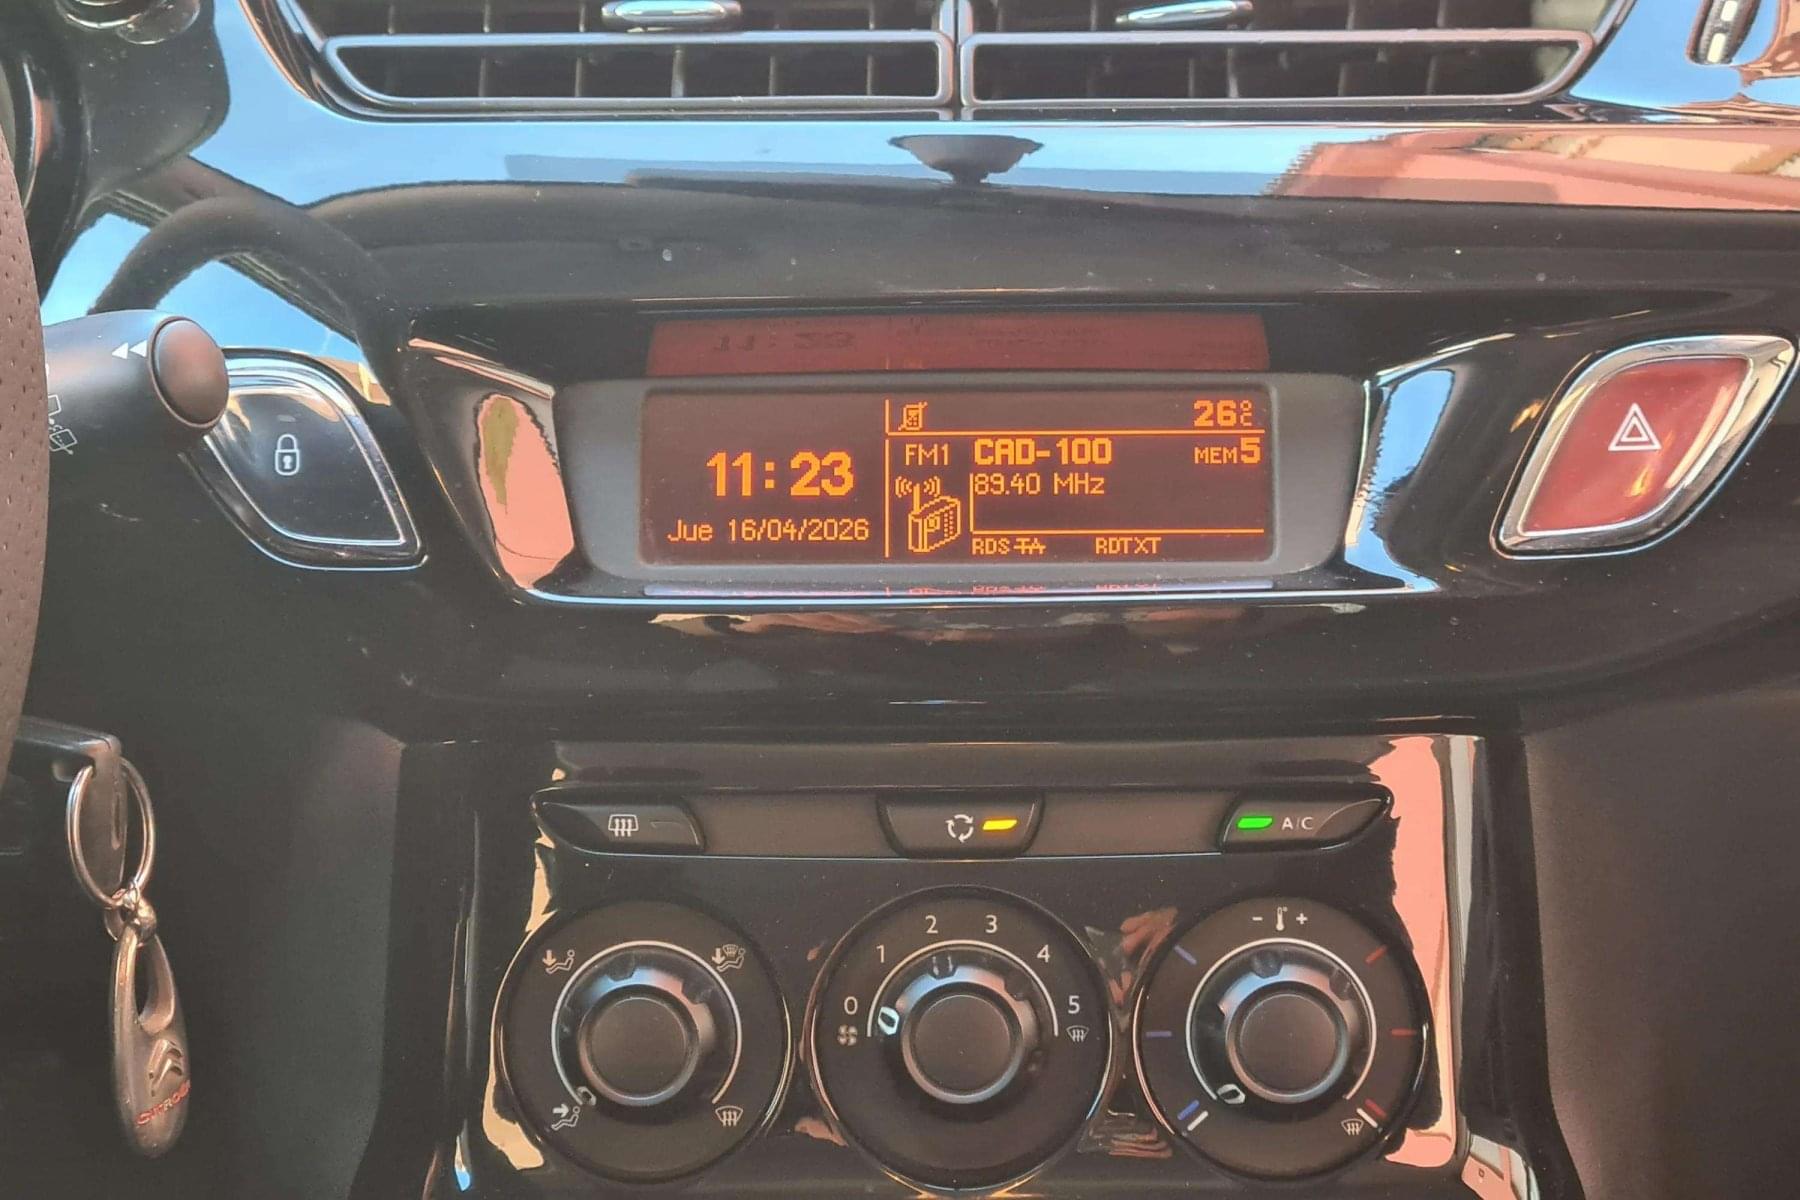 26°C
11:23
FM1 CAD-100 MEM5
89.40 MHz
Jue 16/04/2026
RDS TA RDTXT
A/C
0 1 2 3 4 5
- +
CITROËN